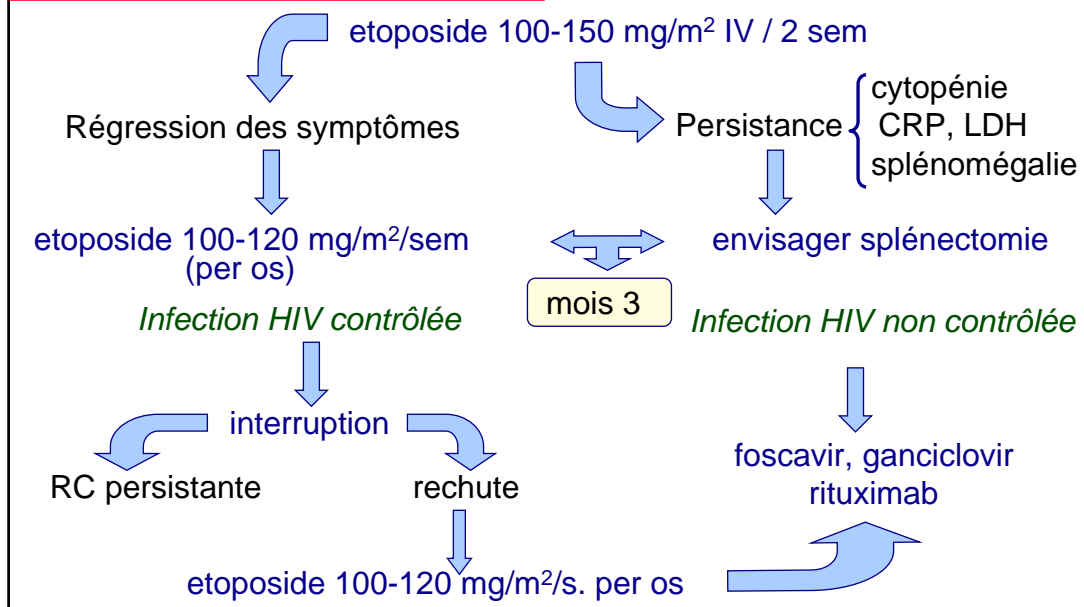 etoposide 100-150 mg/m² IV / 2 sem
Régression des symptômes
Persistance
cytopénie
CRP, LDH
splénomégalie
etoposide 100-120 mg/m²/sem
(per os)
envisager splénectomie
mois 3
Infection HIV contrôlée
Infection HIV non contrôlée
interruption
RC persistante
rechute
foscavir, ganciclovir
rituximab
etoposide 100-120 mg/m²/s. per os